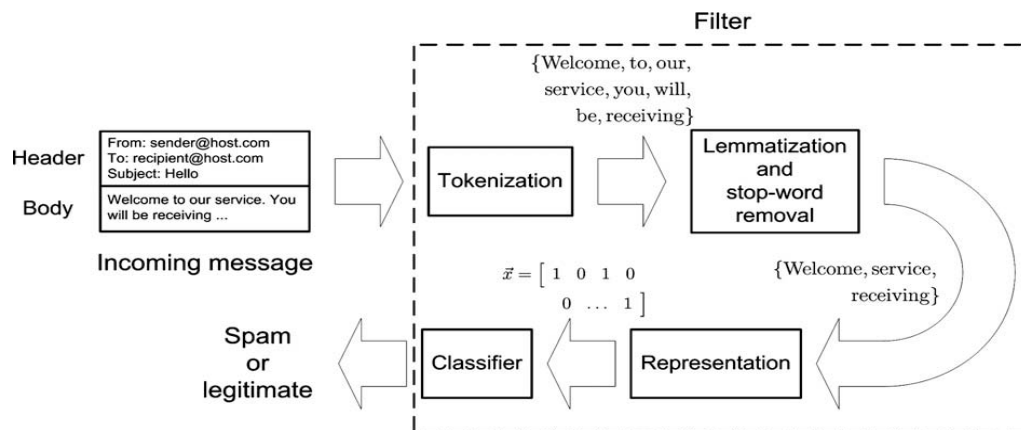 Filter
{Welcome, to, our,
service, you, will,
be, receiving}
Header
From: sender@host.com
To: recipient@host.com
Subject: Hello
Body
Welcome to our service. You
will be receiving ...
Incoming message
Tokenization
Lemmatization
and
stop-word
removal
{Welcome, service,
receiving}
Representation
x⃗ = [ 1 0 1 0
0 ... 1 ]
Classifier
Spam
or
legitimate